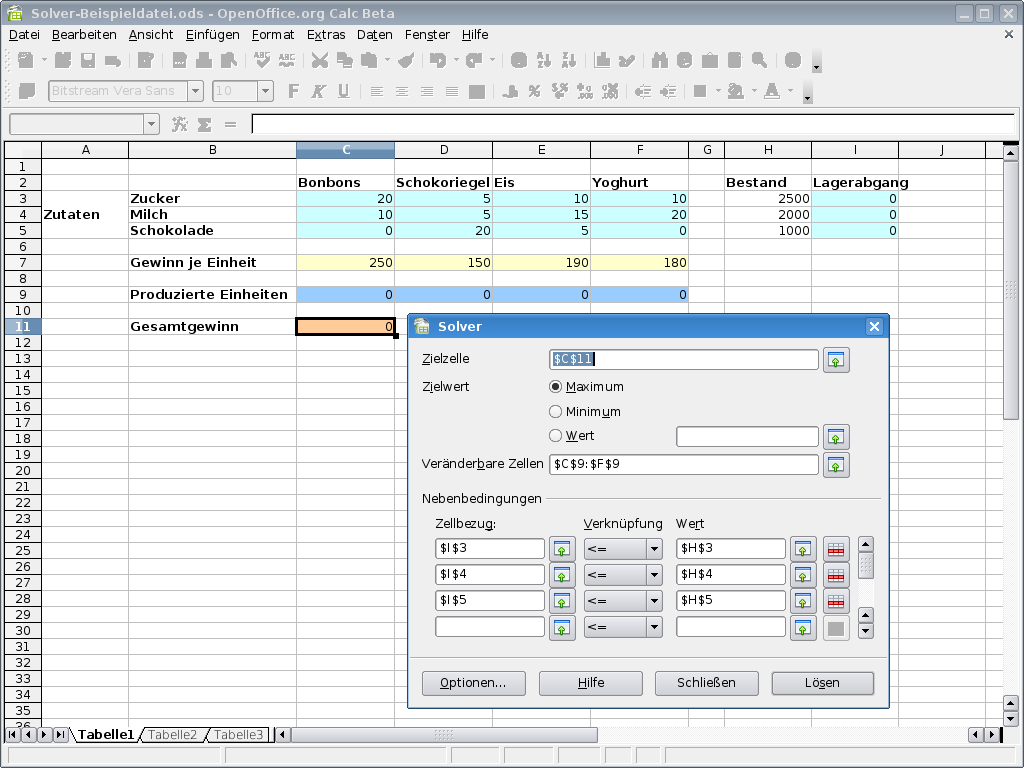 Solver-Beispieldatei.ods - OpenOffice.org Calc Beta
Datei Bearbeiten Ansicht Einfügen Format Extras Daten Fenster Hilfe
Bitstream Vera Sans 10 F K U
A B C D E F G H I J
1
2 Bonbons Schokoriegel Eis Yoghurt Bestand Lagerabgang
3 Zucker 20 5 10 10 2500 0
4 Zutaten Milch 10 5 15 20 2000 0
5 Schokolade 0 20 5 0 1000 0
6
7 Gewinn je Einheit 250 150 190 180
8
9 Produzierte Einheiten 0 0 0 0
10
11 Gesamtgewinn 0
12
13
14
15
16
17
18
19
20
21
22
23
24
25
26
27
28
29
30
31
32
33
34
35
36
Solver
Zielzelle $C$11
Zielwert Maximum
Minimum
Wert
Veränderbare Zellen $C$9:$F$9
Nebenbedingungen
Zellbezug: Verknüpfung Wert
$I$3 <= $H$3
$I$4 <= $H$4
$I$5 <= $H$5
<=
Optionen... Hilfe Schließen Lösen
Tabelle1 Tabelle2 Tabelle3